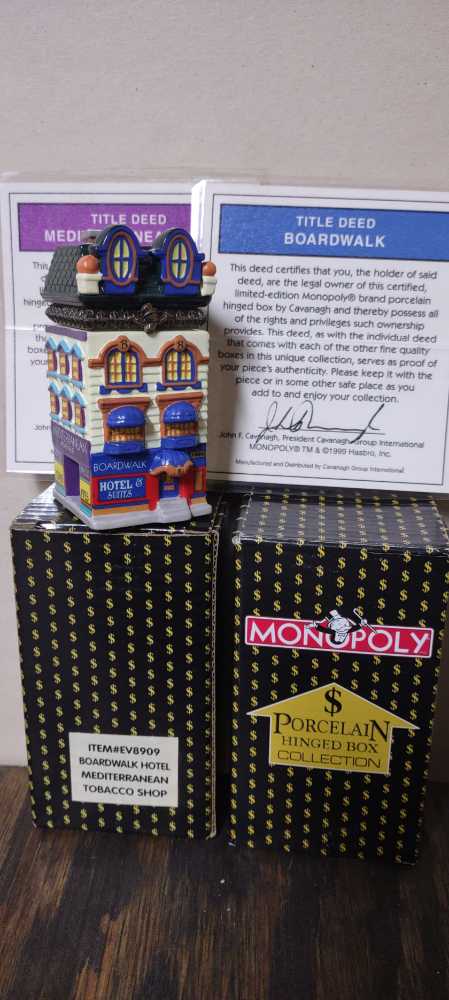 TITLE DEED
MEDI
This
hinge
TITLE DEED
BOARDWALK
This deed certifies that you, the holder of said
deed, are the legal owner of this certified,
limited-edition Monopoly® brand porcelain
hinged box by Cavanagh and thereby possess all
of the rights and privileges such ownership
provides. This deed, as with the individual deed
that comes with each of the other fine quality
boxes in this unique collection, serves as proof of
your piece's authenticity. Please keep it with the
piece or in some other safe place as you
add to and enjoy your collection.
John F. Cavanagh, President Cavanagh Group International
MONOPOLY® TM & ©1999 Hasbro, Inc.
Manufactured and Distributed by Cavanagh Group International
B
BOARDWALK
HOTEL &
SUITES
ITEM#EV8909
BOARDWALK HOTEL
MEDITERRANEAN
TOBACCO SHOP
MONOPOLY
$
PORCELAIN
HINGED BOX
COLLECTION